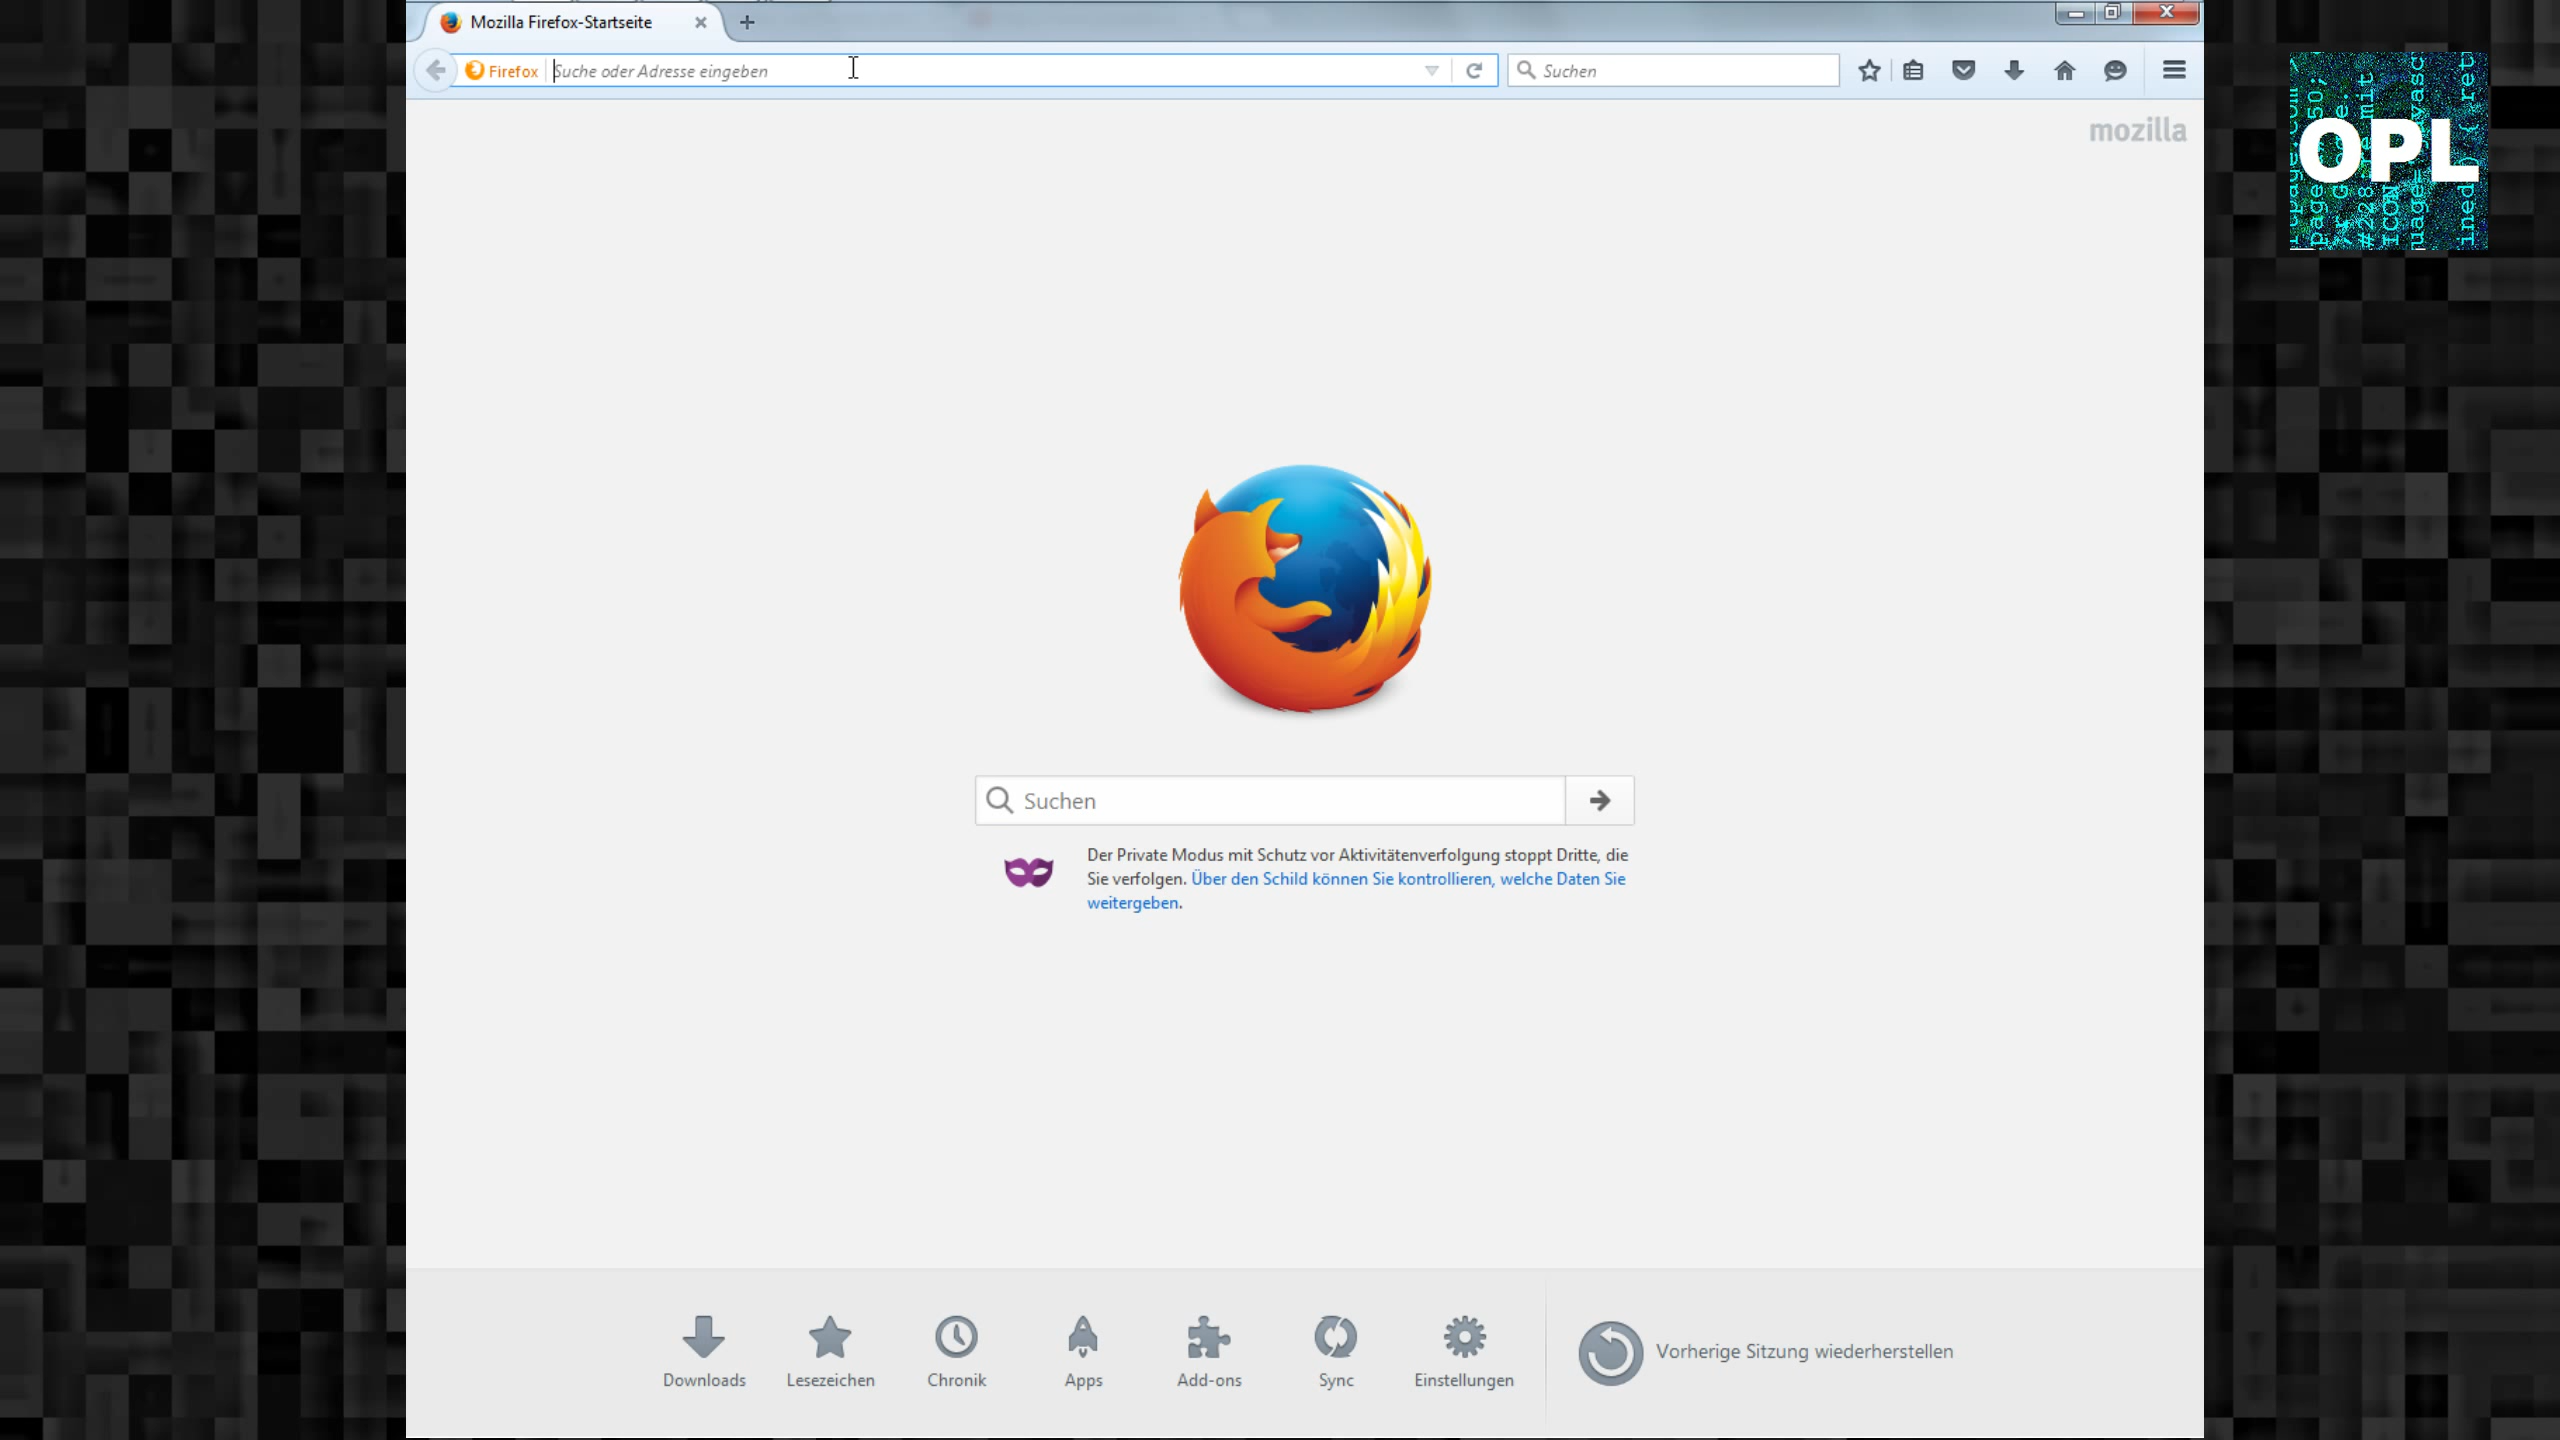 Mozilla Firefox-Startseite
Firefox
Suche oder Adresse eingeben
Suchen
mozilla
OPL
Suchen
Der Private Modus mit Schutz vor Aktivitätenverfolgung stoppt Dritte, die
Sie verfolgen. Über den Schild können Sie kontrollieren, welche Daten Sie
weitergeben.
Downloads
Lesezeichen
Chronik
Apps
Add-ons
Sync
Einstellungen
Vorherige Sitzung wiederherstellen